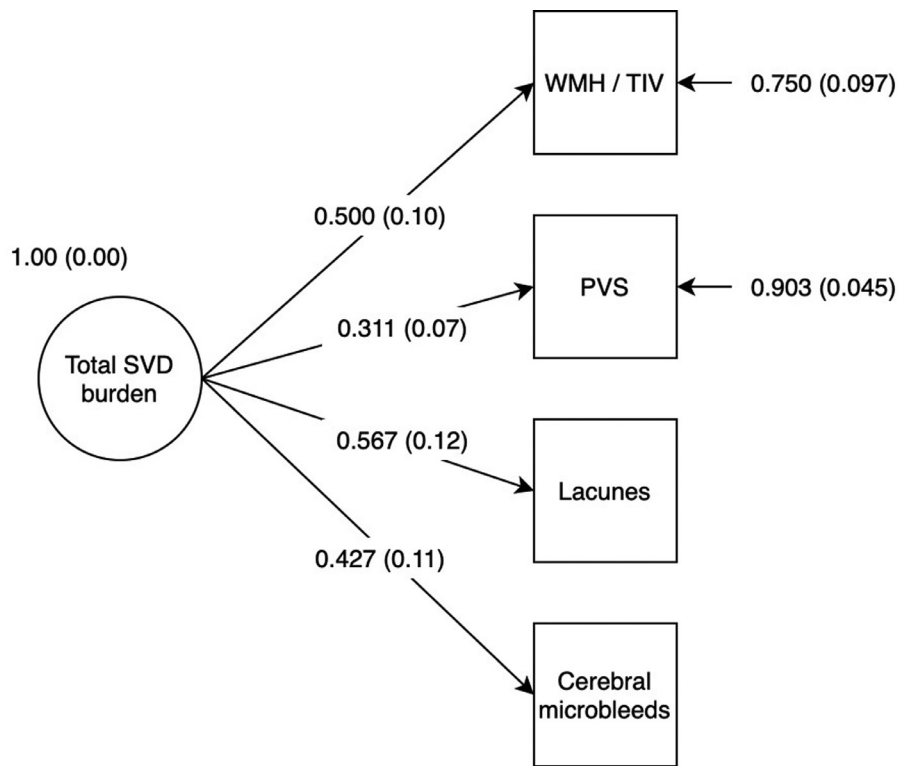 WMH / TIV
0.750 (0.097)
0.500 (0.10)
1.00 (0.00)
PVS
0.903 (0.045)
0.311 (0.07)
Total SVD
burden
0.567 (0.12)
Lacunes
0.427 (0.11)
Cerebral
microbleeds